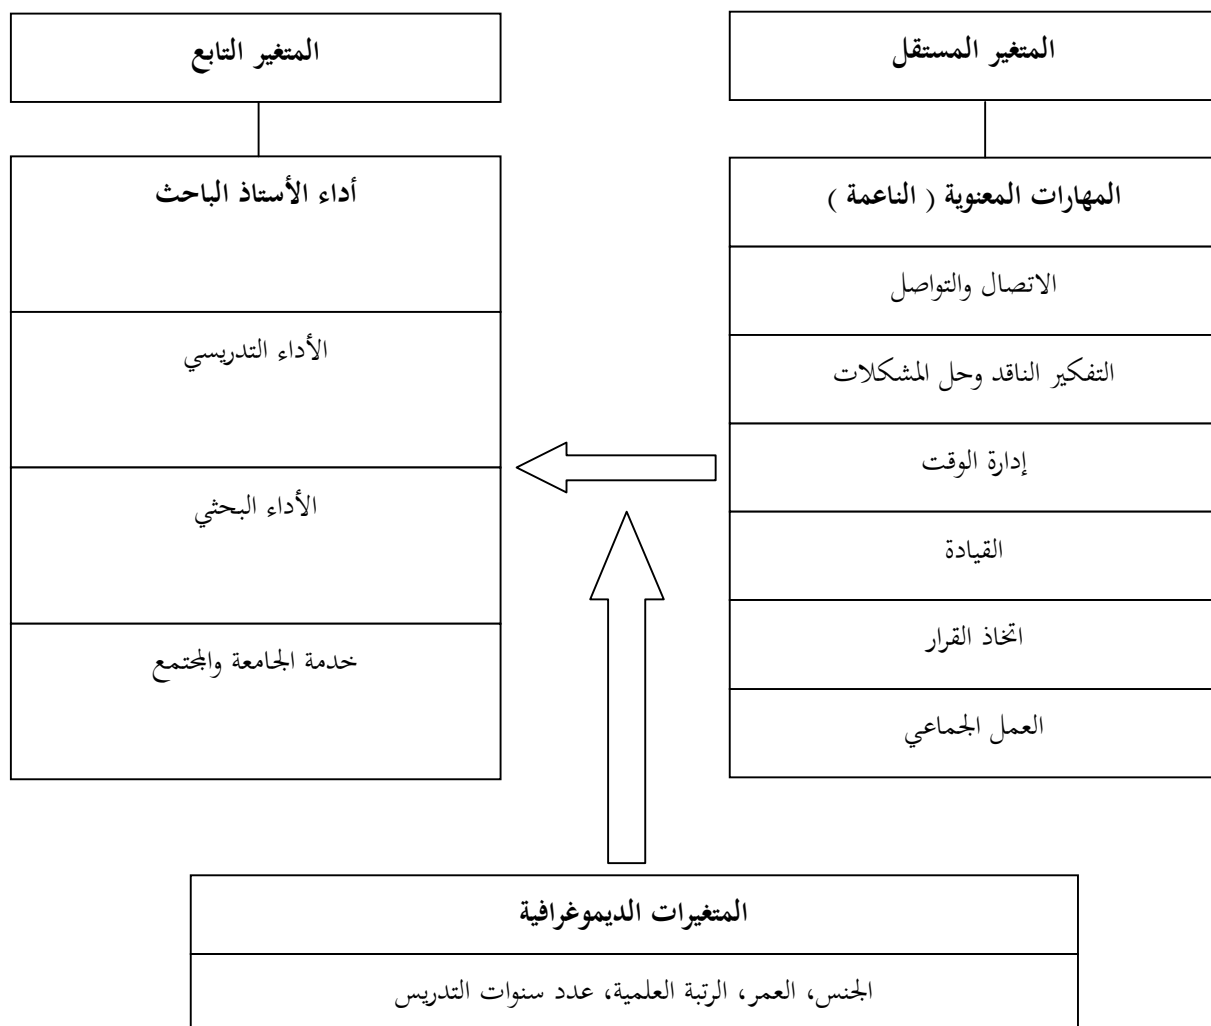 المتغير المستقل
المهارات المعنوية ( الناعمة )
الاتصال والتواصل
التفكير الناقد وحل المشكلات
إدارة الوقت
القيادة
اتخاذ القرار
العمل الجماعي
المتغير التابع
أداء الأستاذ الباحث
الأداء التدريسي
الأداء البحثي
خدمة الجامعة والمجتمع
المتغيرات الديموغرافية
الجنس، العمر، الرتبة العلمية، عدد سنوات التدريس